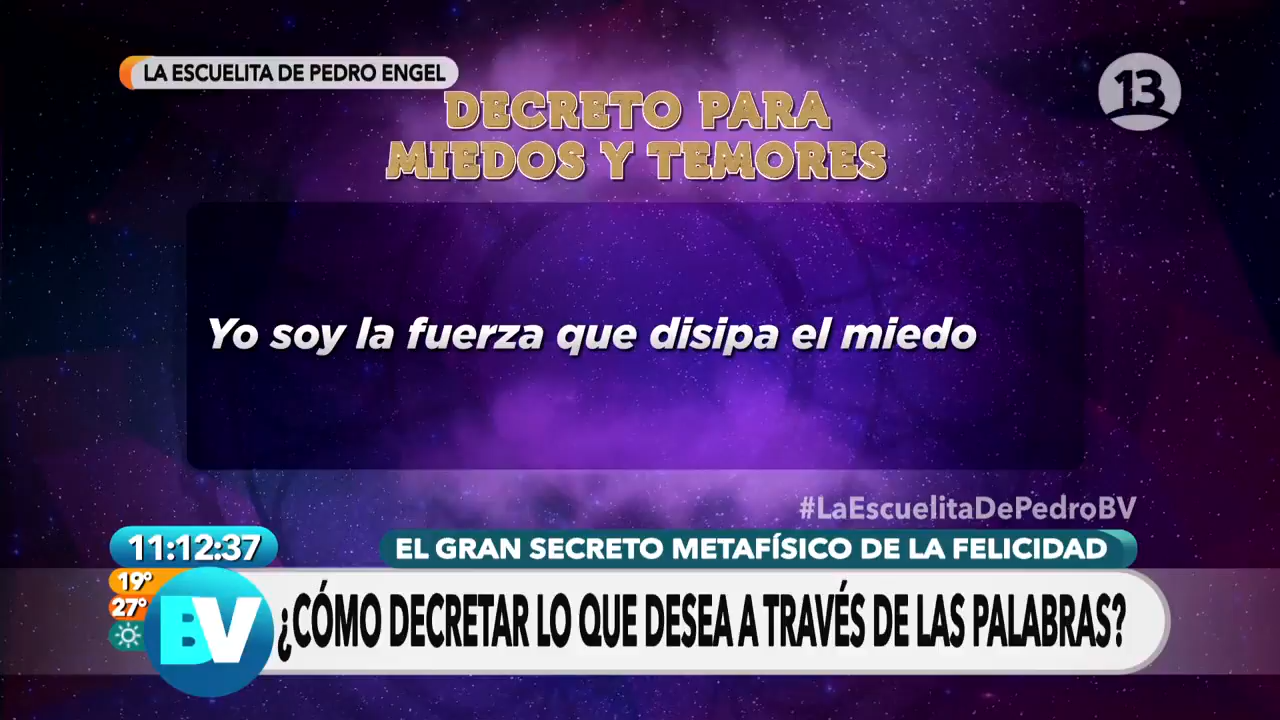 LA ESCUELITA DE PEDRO ENGEL
13
DECRETO PARA
MIEDOS Y TEMORES
Yo soy la fuerza que disipa el miedo
#LaEscuelitaDePedroBV
11:12:37
EL GRAN SECRETO METAFÍSICO DE LA FELICIDAD
19°
27°
BV
¿CÓMO DECRETAR LO QUE DESEA A TRAVÉS DE LAS PALABRAS?